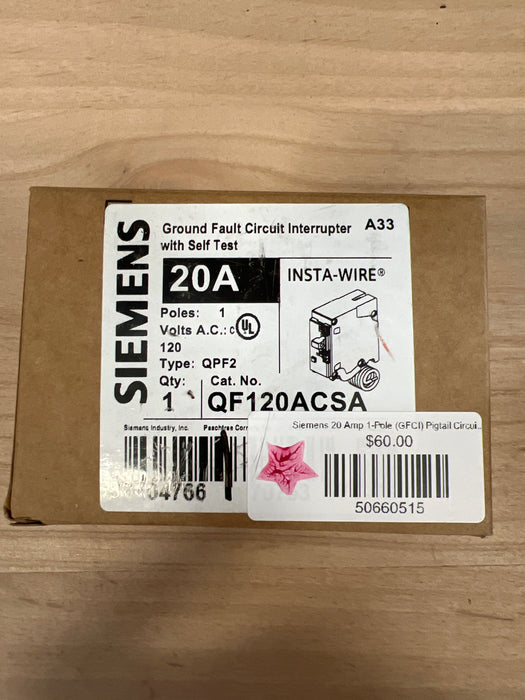 SIEMENS
Ground Fault Circuit Interrupter A33
with Self Test
20A INSTA-WIRE®
Poles: 1
Volts A.C.: c UL
120
Type: QPF2
Qty: Cat. No.
1 QF120ACSA
Siemens Industry, Inc.
Siemens 20 Amp 1-Pole (GFCI) Pigtail Circui...
$60.00
50660515